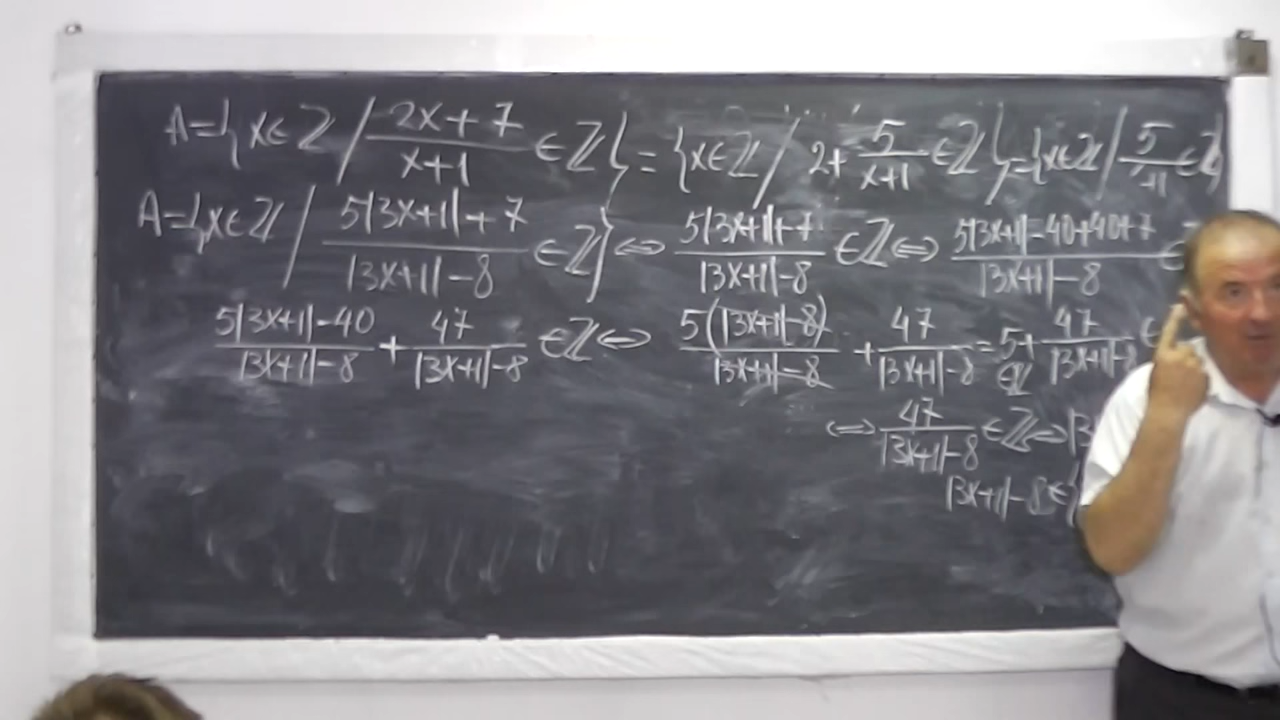 A={x∈ℤ / (2x+7)/(x+1) ∈ℤ} = {x∈ℤ / 2+ 5/(x+1) ∈ℤ}={x∈ℤ / 5/(+1) ∈ℤ}
A={x∈ℤ / (5|3x+1|+7)/(|3x+1|-8) ∈ℤ} ⇔ (5|3x+1|+7)/(|3x+1|-8) ∈ℤ ⇔ (5|3x+1|-40+40+7)/(|3x+1|-8) ∈
(5|3x+1|-40)/(|3x+1|-8) + 47/(|3x+1|-8) ∈ℤ ⇔ 5(|3x+1|-8)/(|3x+1|-8) + 47/(|3x+1|-8) = 5 + 47/(|3x+1|-8) ∈
∈ℤ
⇔ 47/(|3x+1|-8) ∈ℤ ⇔ |3
|3x+1|-8∈{